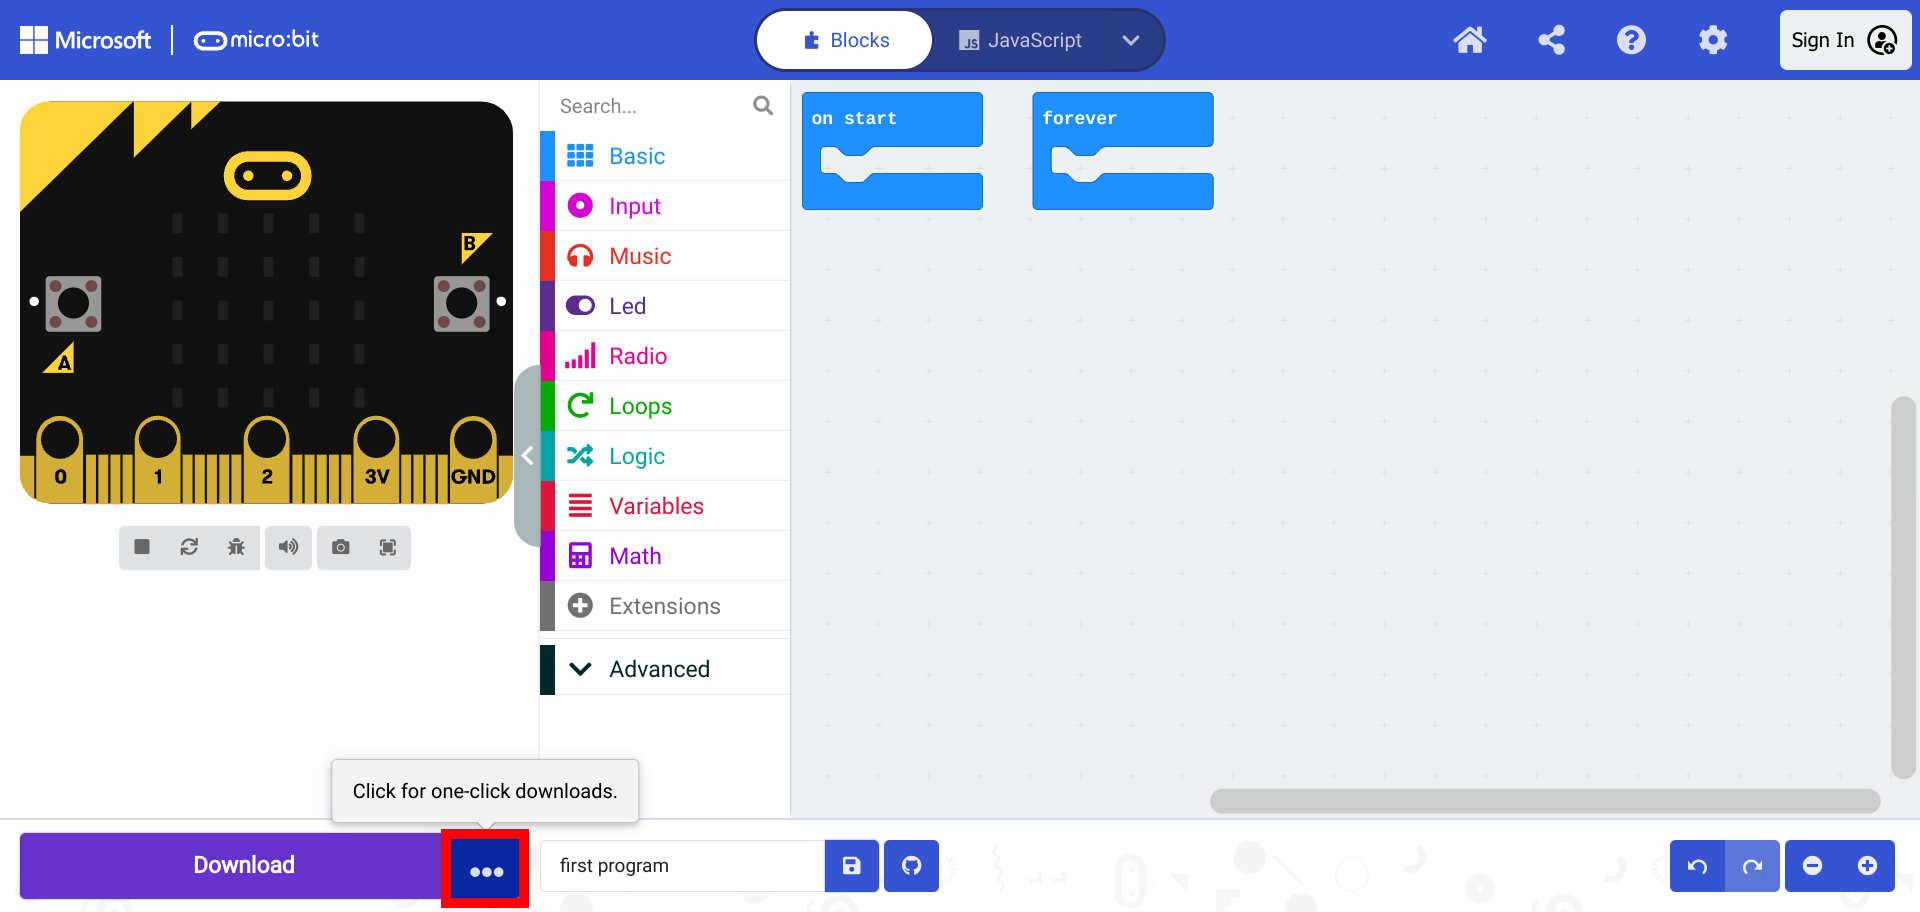 Microsoft
micro:bit
Blocks
JS JavaScript
Sign In
B
A
0
1
2
3V
GND
Search...
Basic
Input
Music
Led
Radio
Loops
Logic
Variables
Math
Extensions
Advanced
on start
forever
Click for one-click downloads.
Download
first program